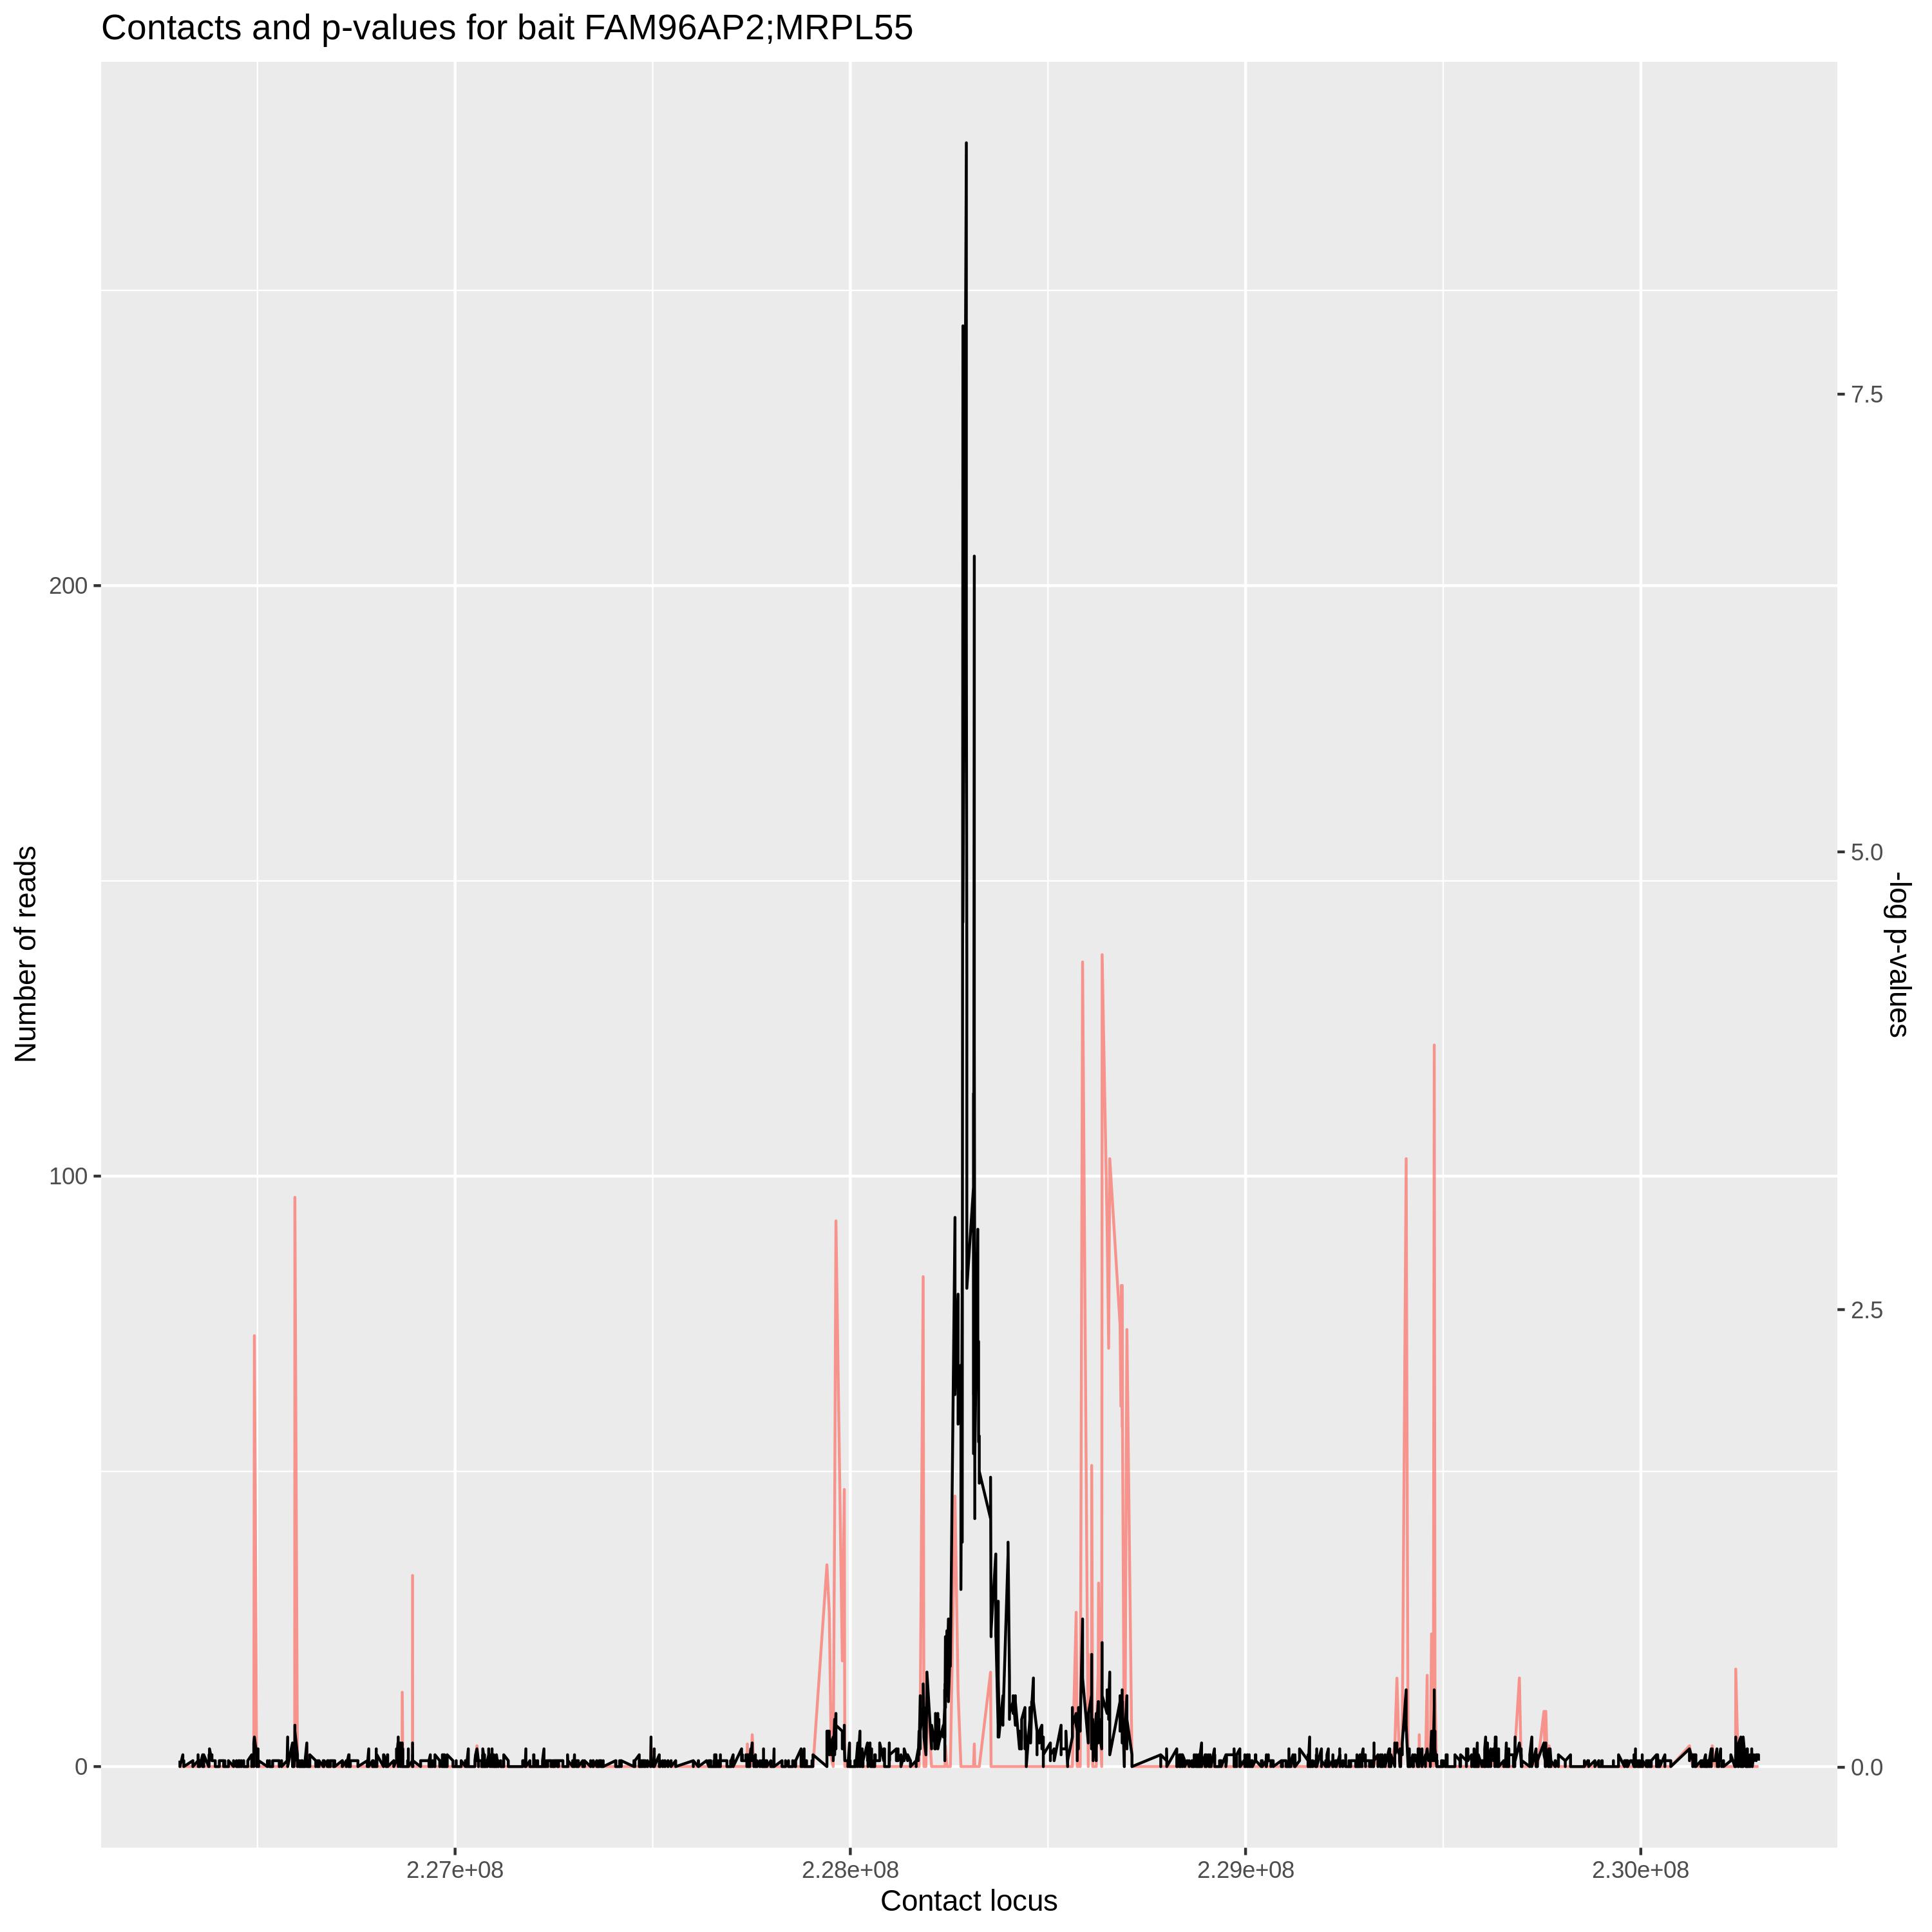 Contacts and p-values for bait FAM96AP2;MRPL55
Number of reads
200
100
0
7.5
5.0
2.5
0.0
-log p-values
2.27e+08
2.28e+08
2.29e+08
2.30e+08
Contact locus